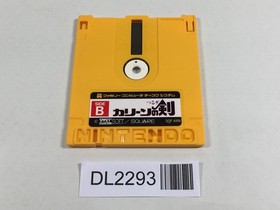 ファミリー コンピュータ ディスク システム
SIDE B
カリーンの剣
SOFT / SQUARE
NINTENDO
DL2293